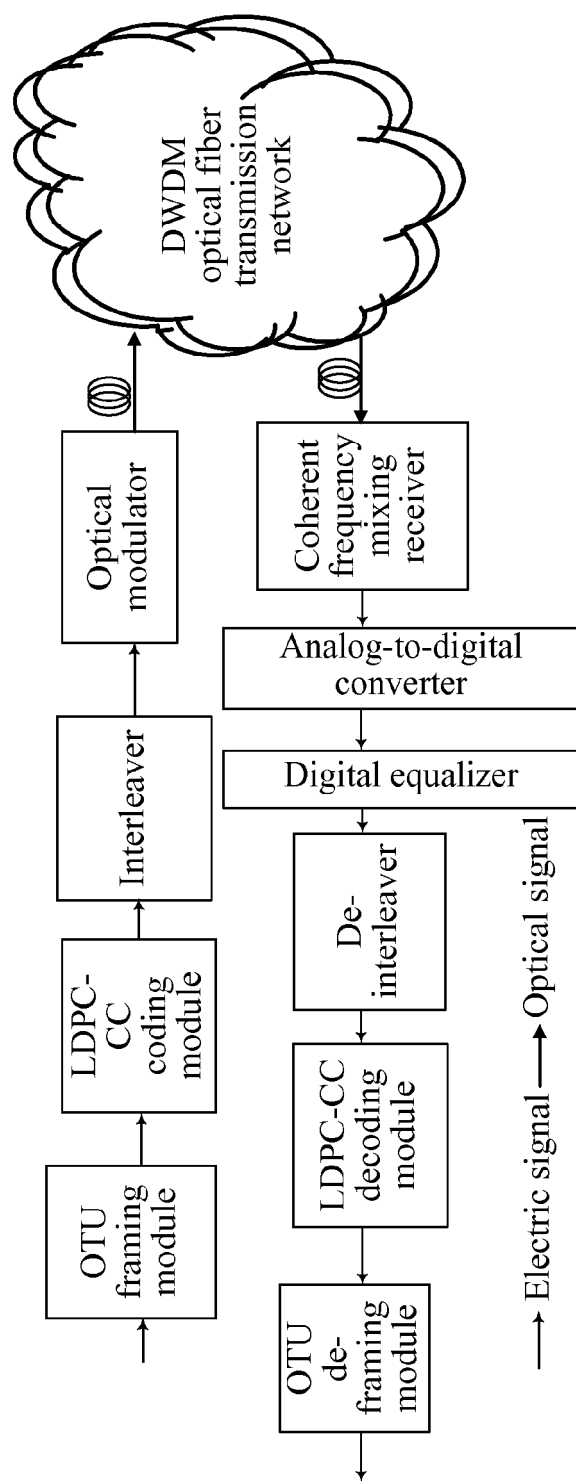 OTU
framing
module
LDPC-
CC
coding
module
Interleaver
Optical
modulator
DWDM
optical fiber
transmission
network
Coherent
frequency
mixing
receiver
Analog-to-digital
converter
Digital equalizer
De-
interleaver
LDPC-CC
decoding
module
OTU
de-
framing
module
Electric signal
Optical signal